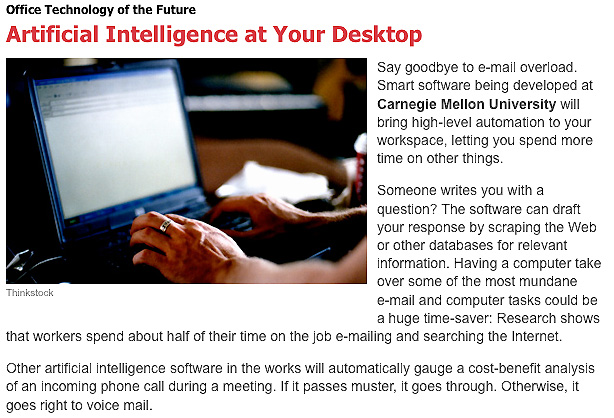 Office Technology of the Future
Artificial Intelligence at Your Desktop
Say goodbye to e-mail overload.
Smart software being developed at
Carnegie Mellon University will
bring high-level automation to your
workspace, letting you spend more
time on other things.
Someone writes you with a
question? The software can draft
your response by scraping the Web
or other databases for relevant
information. Having a computer take
over some of the most mundane
e-mail and computer tasks could be
a huge time-saver: Research shows
Thinkstock
that workers spend about half of their time on the job e-mailing and searching the Internet.
Other artificial intelligence software in the works will automatically gauge a cost-benefit analysis
of an incoming phone call during a meeting. If it passes muster, it goes through. Otherwise, it
goes right to voice mail.